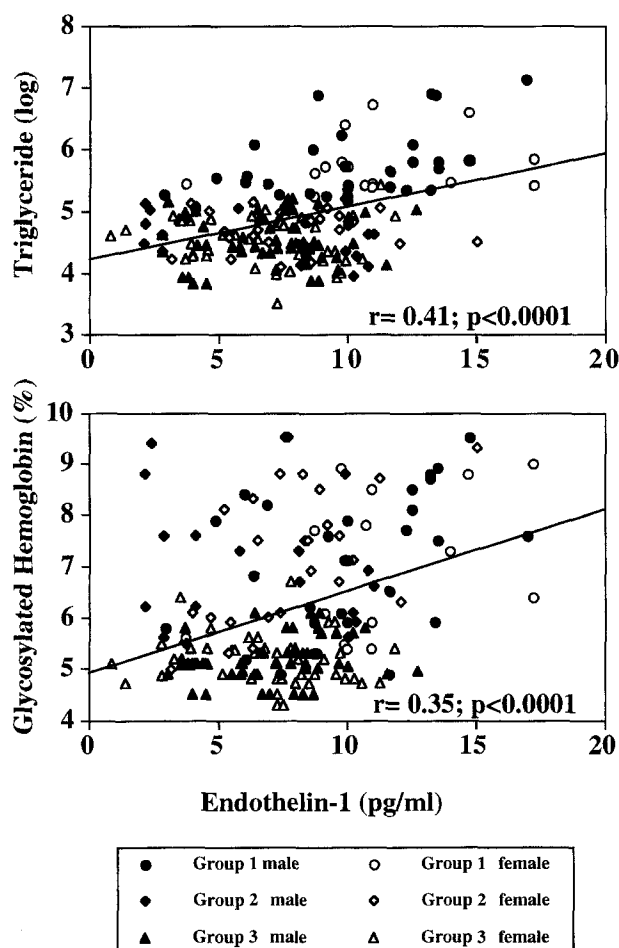 8
7
6
5
4
3
Triglyceride (log)
r= 0.41; p<0.0001
0 5 10 15 20
10
9
8
7
6
5
4
Glycosylated Hemoglobin (%)
r= 0.35; p<0.0001
0 5 10 15 20
Endothelin-1 (pg/ml)
Group 1 male Group 1 female
Group 2 male Group 2 female
Group 3 male Group 3 female